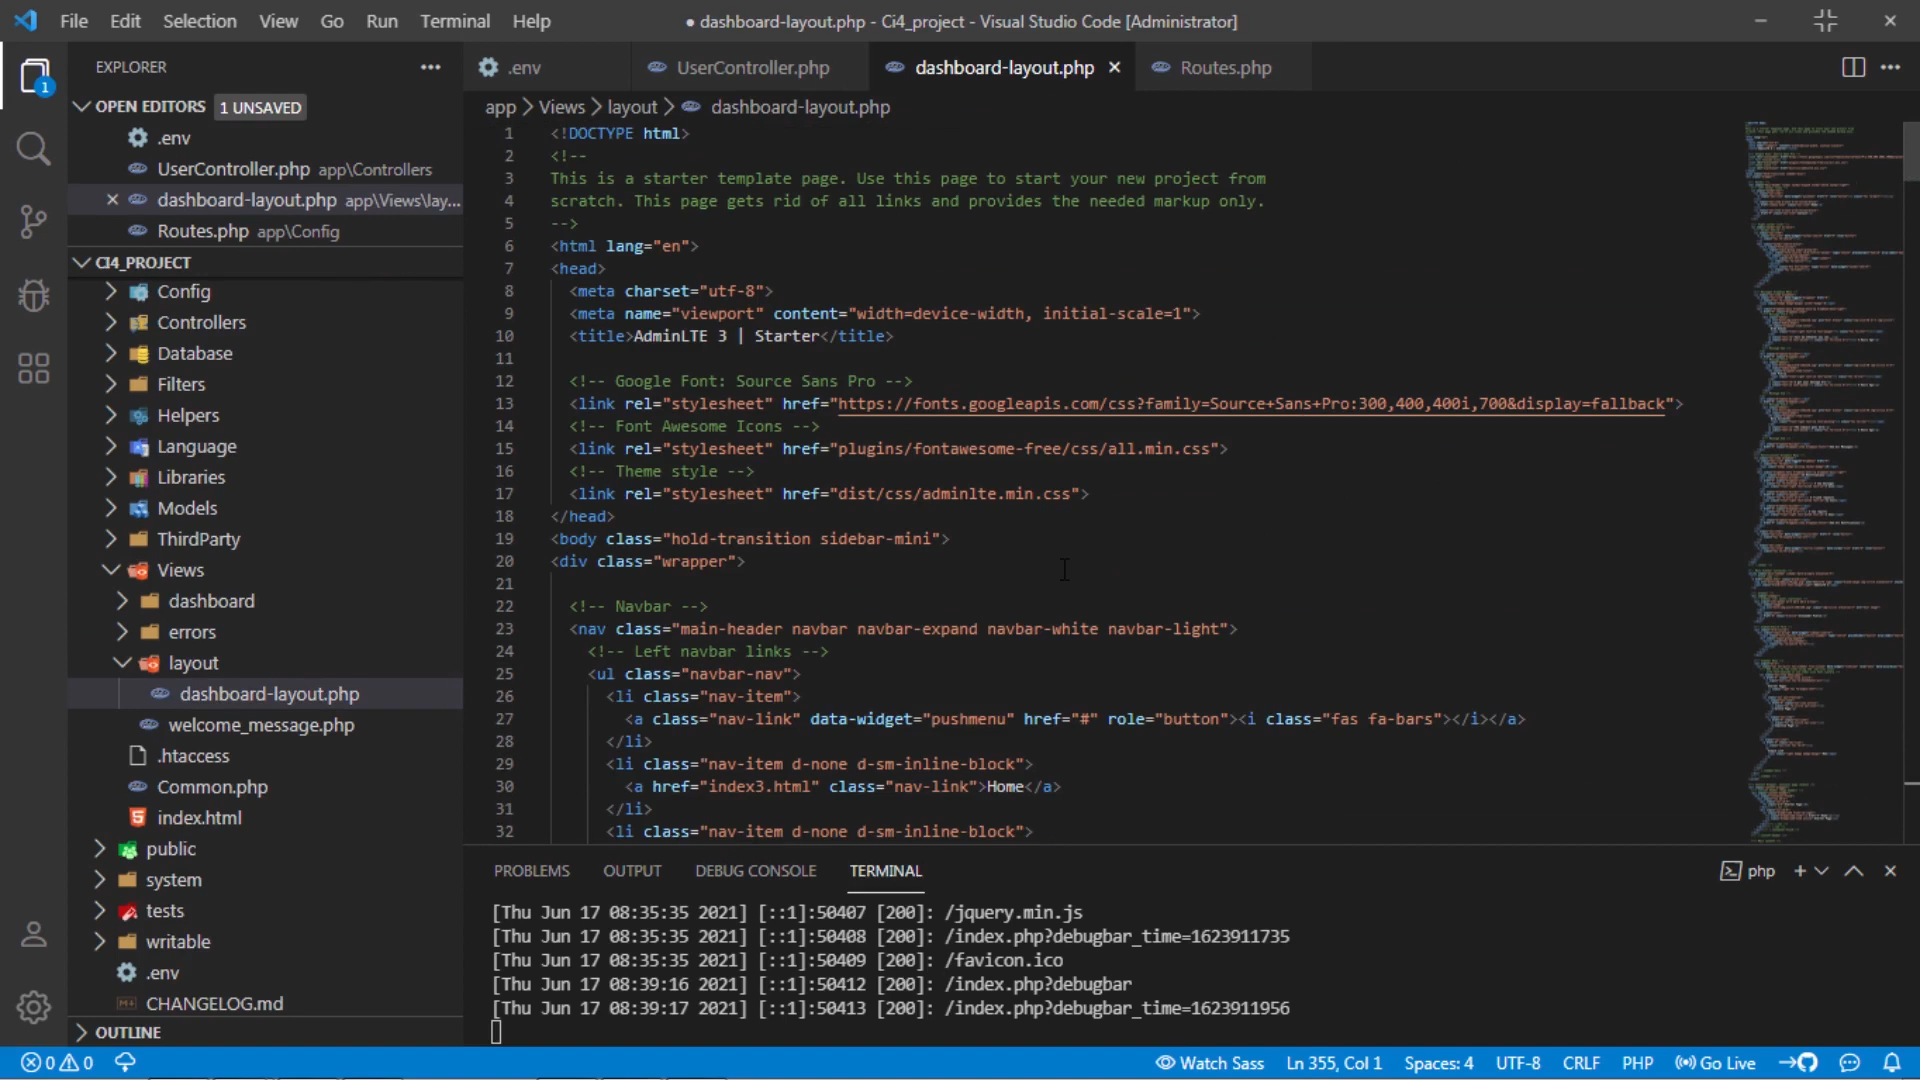 File Edit Selection View Go Run Terminal Help
● dashboard-layout.php - Ci4_project - Visual Studio Code [Administrator]
EXPLORER
.env
UserController.php
dashboard-layout.php
Routes.php
1
OPEN EDITORS 1 UNSAVED
.env
UserController.php app\Controllers
dashboard-layout.php app\Views\lay...
Routes.php app\Config
CI4_PROJECT
Config
Controllers
Database
Filters
Helpers
Language
Libraries
Models
ThirdParty
Views
dashboard
errors
layout
dashboard-layout.php
welcome_message.php
.htaccess
Common.php
index.html
public
system
tests
writable
.env
CHANGELOG.md
OUTLINE
app > Views > layout > dashboard-layout.php
1 <!DOCTYPE html>
2 <!--
3 This is a starter template page. Use this page to start your new project from
4 scratch. This page gets rid of all links and provides the needed markup only.
5 -->
6 <html lang="en">
7 <head>
8 <meta charset="utf-8">
9 <meta name="viewport" content="width=device-width, initial-scale=1">
10 <title>AdminLTE 3 | Starter</title>
11
12 <!-- Google Font: Source Sans Pro -->
13 <link rel="stylesheet" href="https://fonts.googleapis.com/css?family=Source+Sans+Pro:300,400,400i,700&display=fallback">
14 <!-- Font Awesome Icons -->
15 <link rel="stylesheet" href="plugins/fontawesome-free/css/all.min.css">
16 <!-- Theme style -->
17 <link rel="stylesheet" href="dist/css/adminlte.min.css">
18 </head>
19 <body class="hold-transition sidebar-mini">
20 <div class="wrapper">
21
22 <!-- Navbar -->
23 <nav class="main-header navbar navbar-expand navbar-white navbar-light">
24 <!-- Left navbar links -->
25 <ul class="navbar-nav">
26 <li class="nav-item">
27 <a class="nav-link" data-widget="pushmenu" href="#" role="button"><i class="fas fa-bars"></i></a>
28 </li>
29 <li class="nav-item d-none d-sm-inline-block">
30 <a href="index3.html" class="nav-link">Home</a>
31 </li>
32 <li class="nav-item d-none d-sm-inline-block">
PROBLEMS OUTPUT DEBUG CONSOLE TERMINAL
php
[Thu Jun 17 08:35:35 2021] [::1]:50407 [200]: /jquery.min.js
[Thu Jun 17 08:35:35 2021] [::1]:50408 [200]: /index.php?debugbar_time=1623911735
[Thu Jun 17 08:35:35 2021] [::1]:50409 [200]: /favicon.ico
[Thu Jun 17 08:39:16 2021] [::1]:50412 [200]: /index.php?debugbar
[Thu Jun 17 08:39:17 2021] [::1]:50413 [200]: /index.php?debugbar_time=1623911956
0 0
Watch Sass Ln 355, Col 1 Spaces: 4 UTF-8 CRLF PHP Go Live